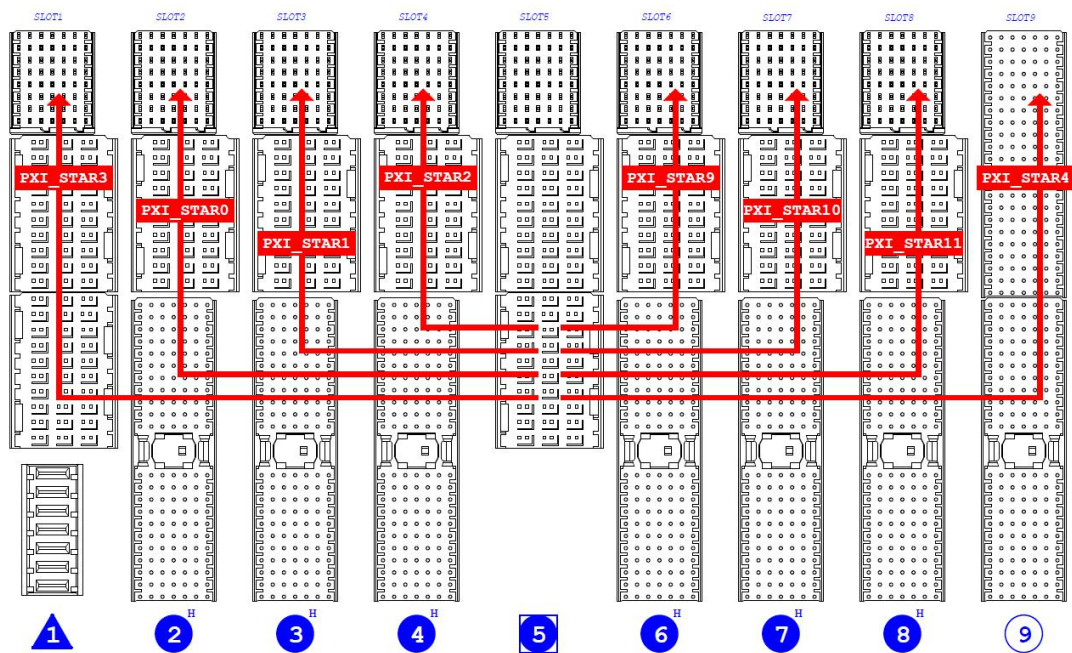 SLOT1 SLOT2 SLOT3 SLOT4 SLOT5 SLOT6 SLOT7 SLOT8 SLOT9
PXI_STAR3 PXI_STAR2 PXI_STAR9 PXI_STAR4
PXI_STAR0 PXI_STAR10
PXI_STAR1 PXI_STAR11
H H H H H H
1 2 3 4 5 6 7 8 9